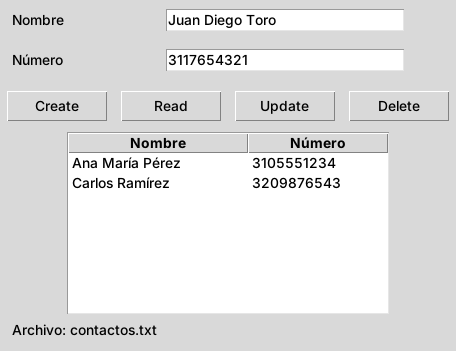 Nombre Juan Diego Toro
Número 3117654321
Create Read Update Delete
Nombre Número
Ana María Pérez 3105551234
Carlos Ramírez 3209876543
Archivo: contactos.txt